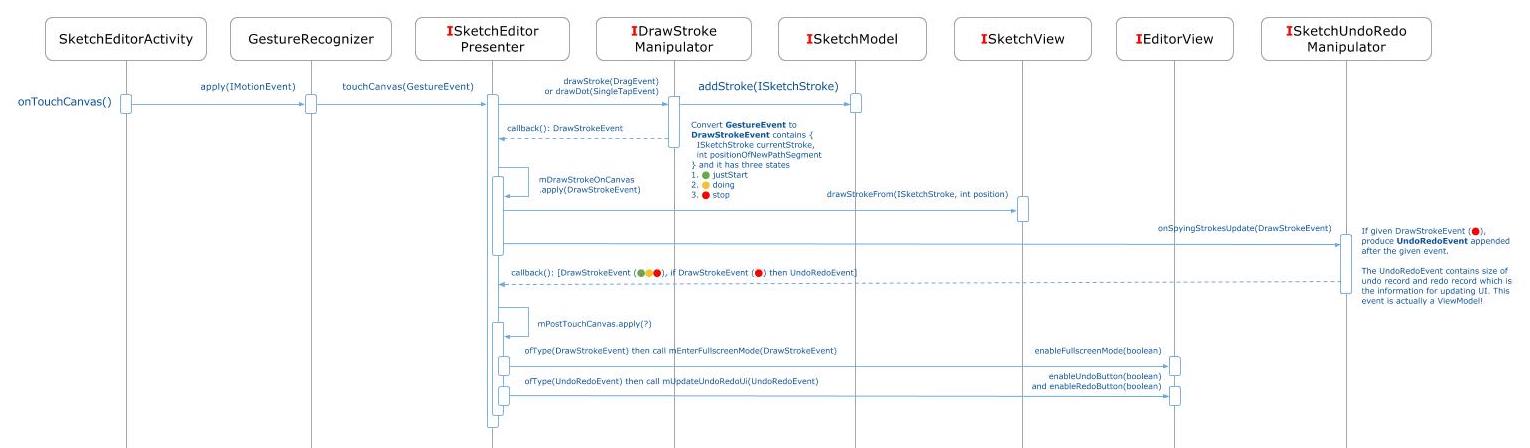 SketchEditorActivity
GestureRecognizer
ISketchEditor
Presenter
IDrawStroke
Manipulator
ISketchModel
ISketchView
IEditorView
ISketchUndoRedo
Manipulator
onTouchCanvas()
apply(IMotionEvent)
touchCanvas(GestureEvent)
drawStroke(DragEvent)
or drawDot(SingleTapEvent)
addStroke(ISketchStroke)
callback(): DrawStrokeEvent
Convert GestureEvent to
DrawStrokeEvent contains {
ISketchStroke currentStroke,
int positionOfNewPathSegment
} and it has three states
1. justStart
2. doing
3. stop
mDrawStrokeOnCanvas
.apply(DrawStrokeEvent)
drawStrokeFrom(ISketchStroke, int position)
onSpyingStrokesUpdate(DrawStrokeEvent)
If given DrawStrokeEvent (),
produce UndoRedoEvent appended
after the given event.
The UndoRedoEvent contains size of
undo record and redo record which is
the information for updating UI. This
event is actually a ViewModel!
callback(): [DrawStrokeEvent (), if DrawStrokeEvent () then UndoRedoEvent]
mPostTouchCanvas.apply(?)
ofType(DrawStrokeEvent) then call mEnterFullscreenMode(DrawStrokeEvent)
enableFullscreenMode(boolean)
ofType(UndoRedoEvent) then call mUpdateUndoRedoUi(UndoRedoEvent)
enableUndoButton(boolean)
and enableRedoButton(boolean)